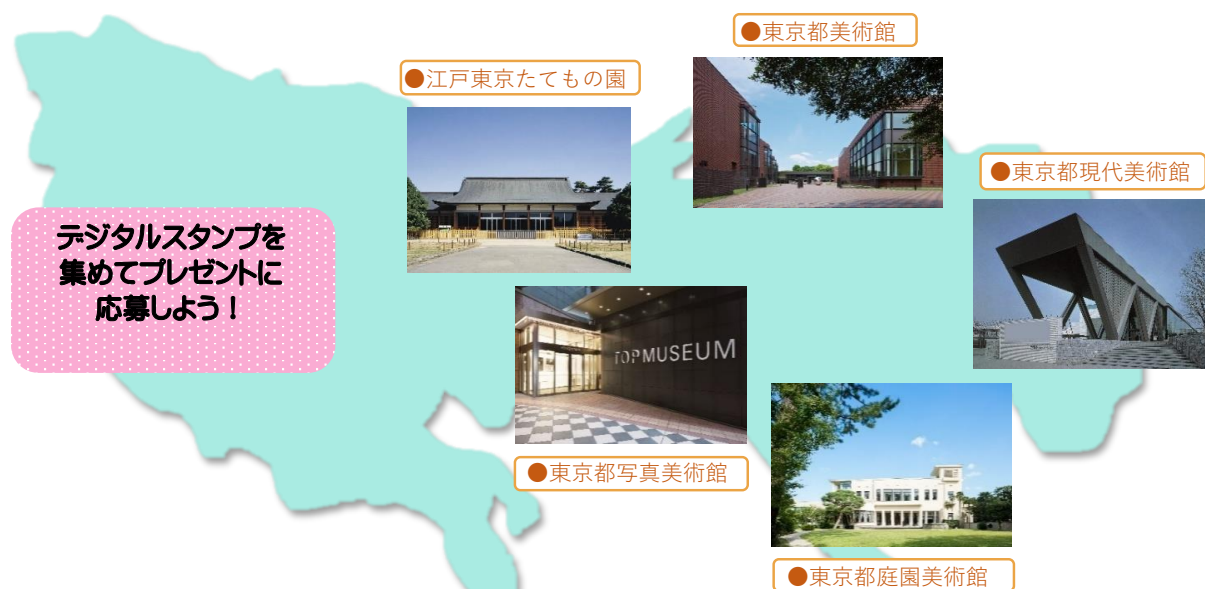 ●東京都美術館
●江戸東京たてもの園
●東京都現代美術館
デジタルスタンプを
集めてプレゼントに
応募しよう！
TOPMUSEUM
●東京都写真美術館
●東京都庭園美術館